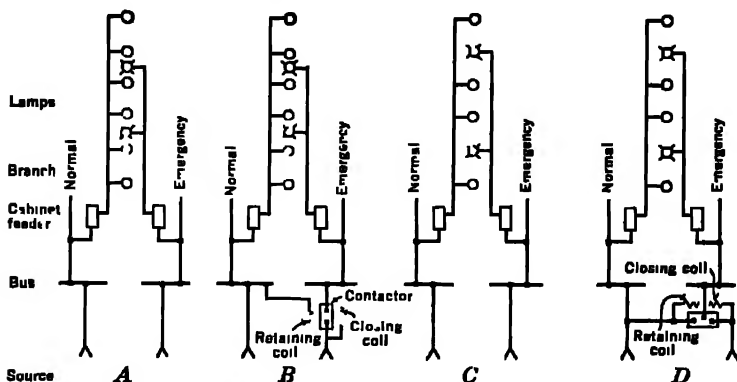 Lamps
Branch
Cabinet
feeder
Bus
Source
Normal
Emergency
A
Normal
Emergency
Contactor
Retaining
coil
Closing
coil
B
Normal
Emergency
C
Normal
Emergency
Closing coil
Retaining
coil
D